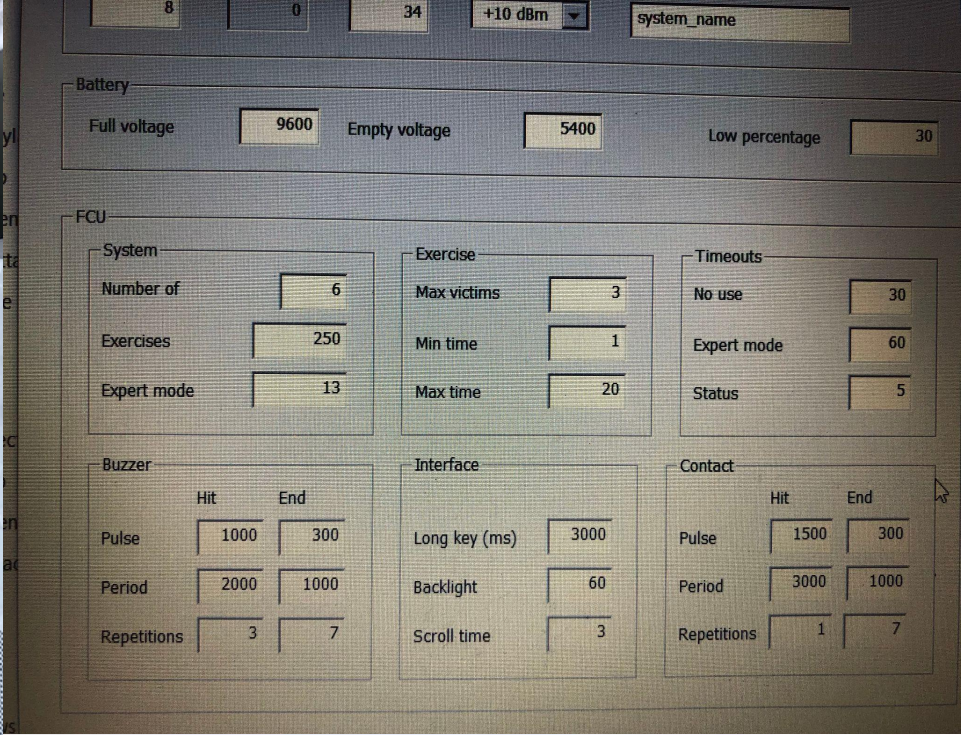 8 0 34 +10 dBm system_name
Battery
Full voltage 9600 Empty voltage 5400 Low percentage 30
FCU
System Exercise Timeouts
Number of 6 Max victims 3 No use 30
Exercises 250 Min time 1 Expert mode 60
Expert mode 13 Max time 20 Status 5
Buzzer Interface Contact
Hit End Hit End
Pulse 1000 300 Long key (ms) 3000 Pulse 1500 300
Period 2000 1000 Backlight 60 Period 3000 1000
Repetitions 3 7 Scroll time 3 Repetitions 1 7